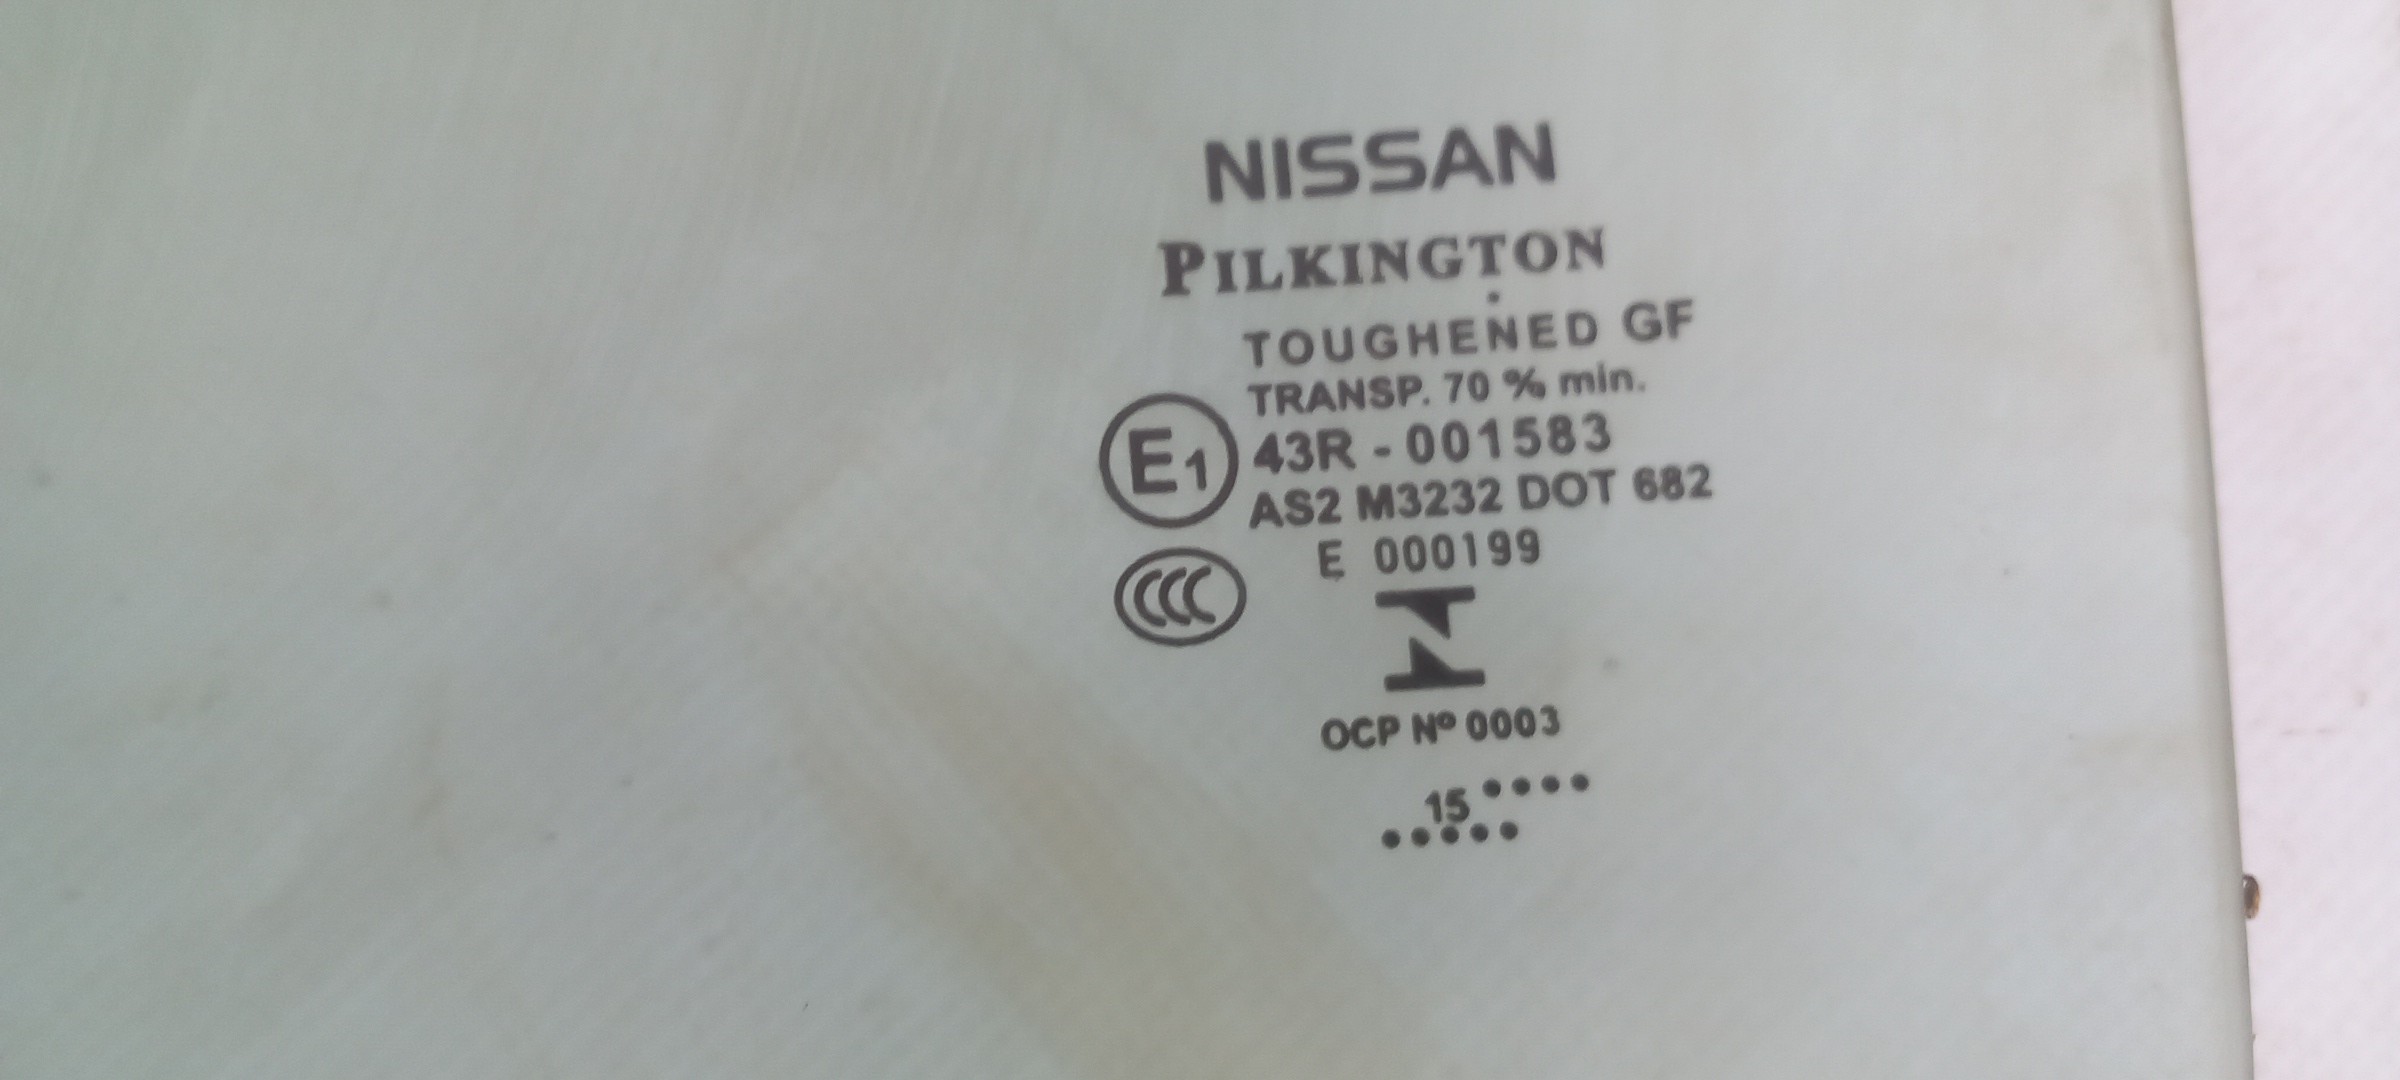 NISSAN
PILKINGTON
TOUGHENED GF
TRANSP. 70 % min.
E1 43R - 001583
AS2 M3232 DOT 682
E 000199
CCC
OCP Nº 0003
15